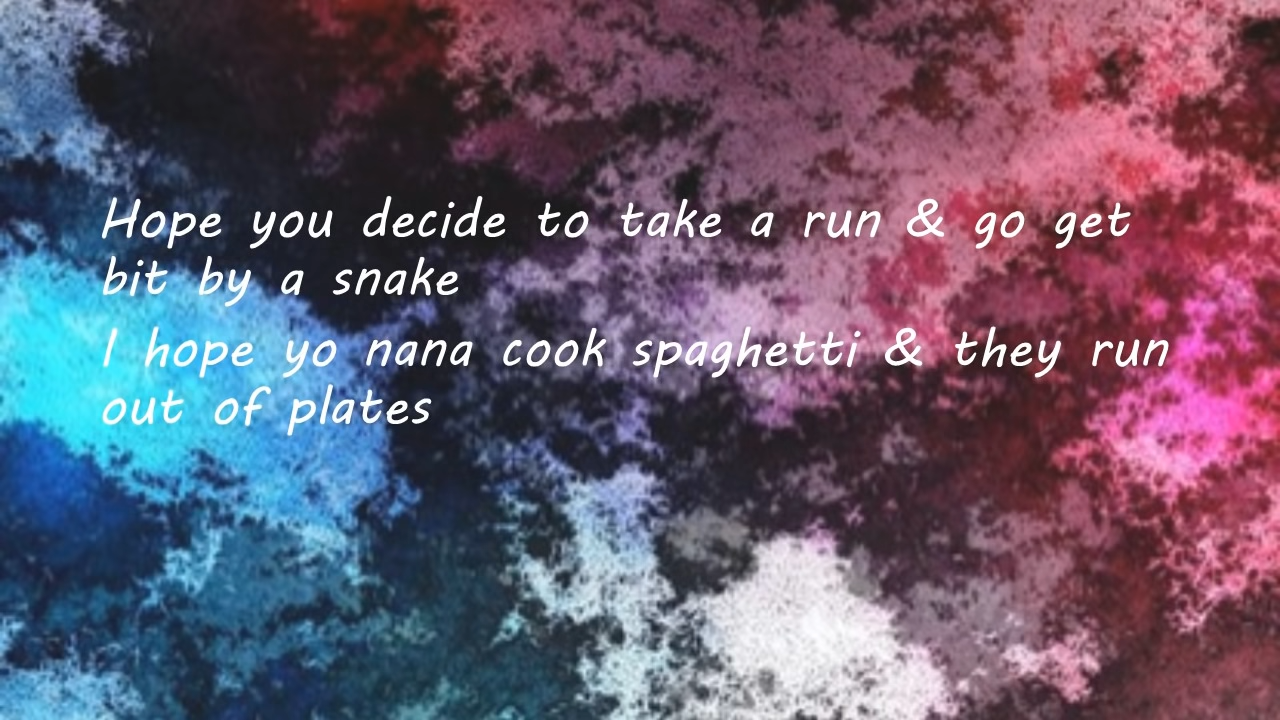 Hope you decide to take a run & go get
bit by a snake
I hope yo nana cook spaghetti & they run
out of plates